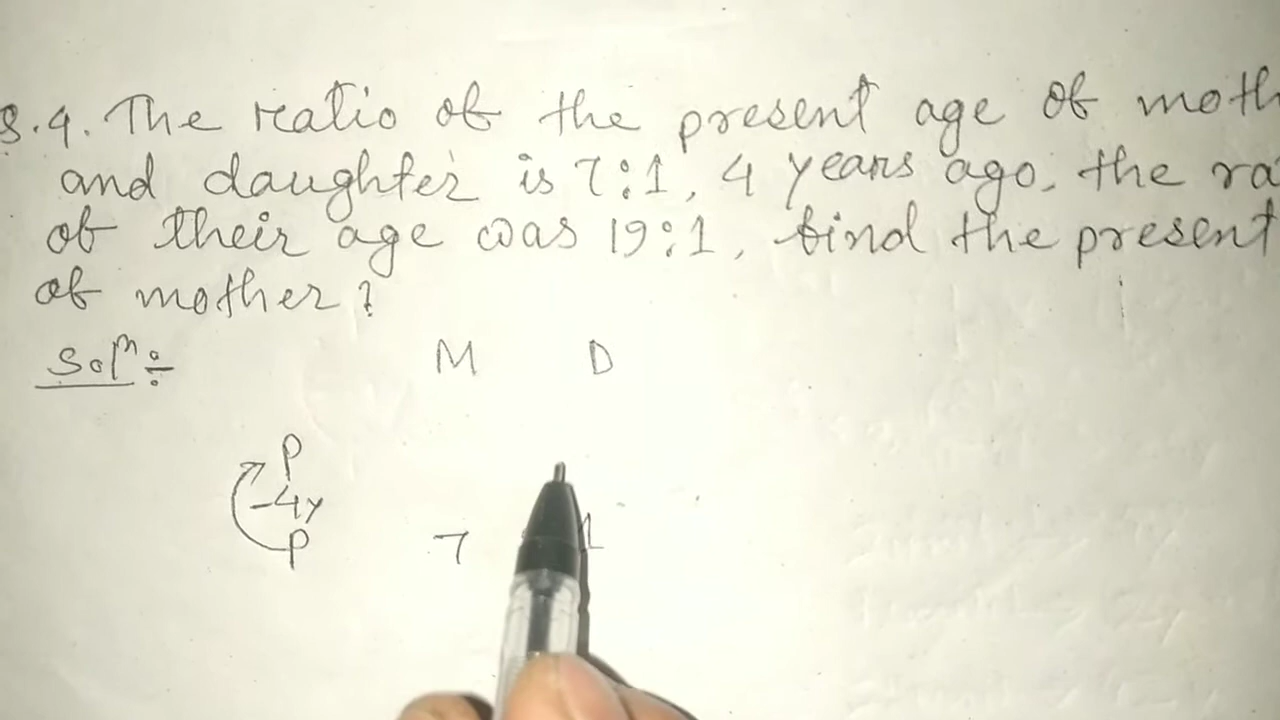 8.4. The ratio of the present age of moth
and daughter is 7:1, 4 years ago, the ra
of their age was 19:1, find the present
of mother?
Solⁿ ÷
M D
P
-4y
P 7 1